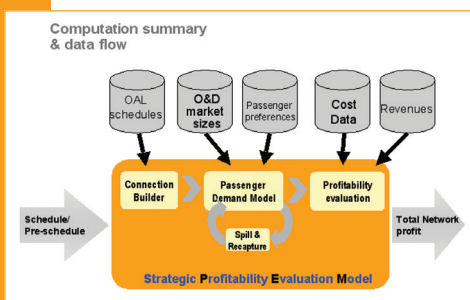 Computation summary
& data flow
OAL
schedules
O&D
market
sizes
Passenger
preferences
Cost
Data
Revenues
Schedule/
Pre-schedule
Connection
Builder
Passenger
Demand Model
Profitability
evaluation
Spill &
Recapture
Total Network
profit
Strategic Profitability Evaluation Model